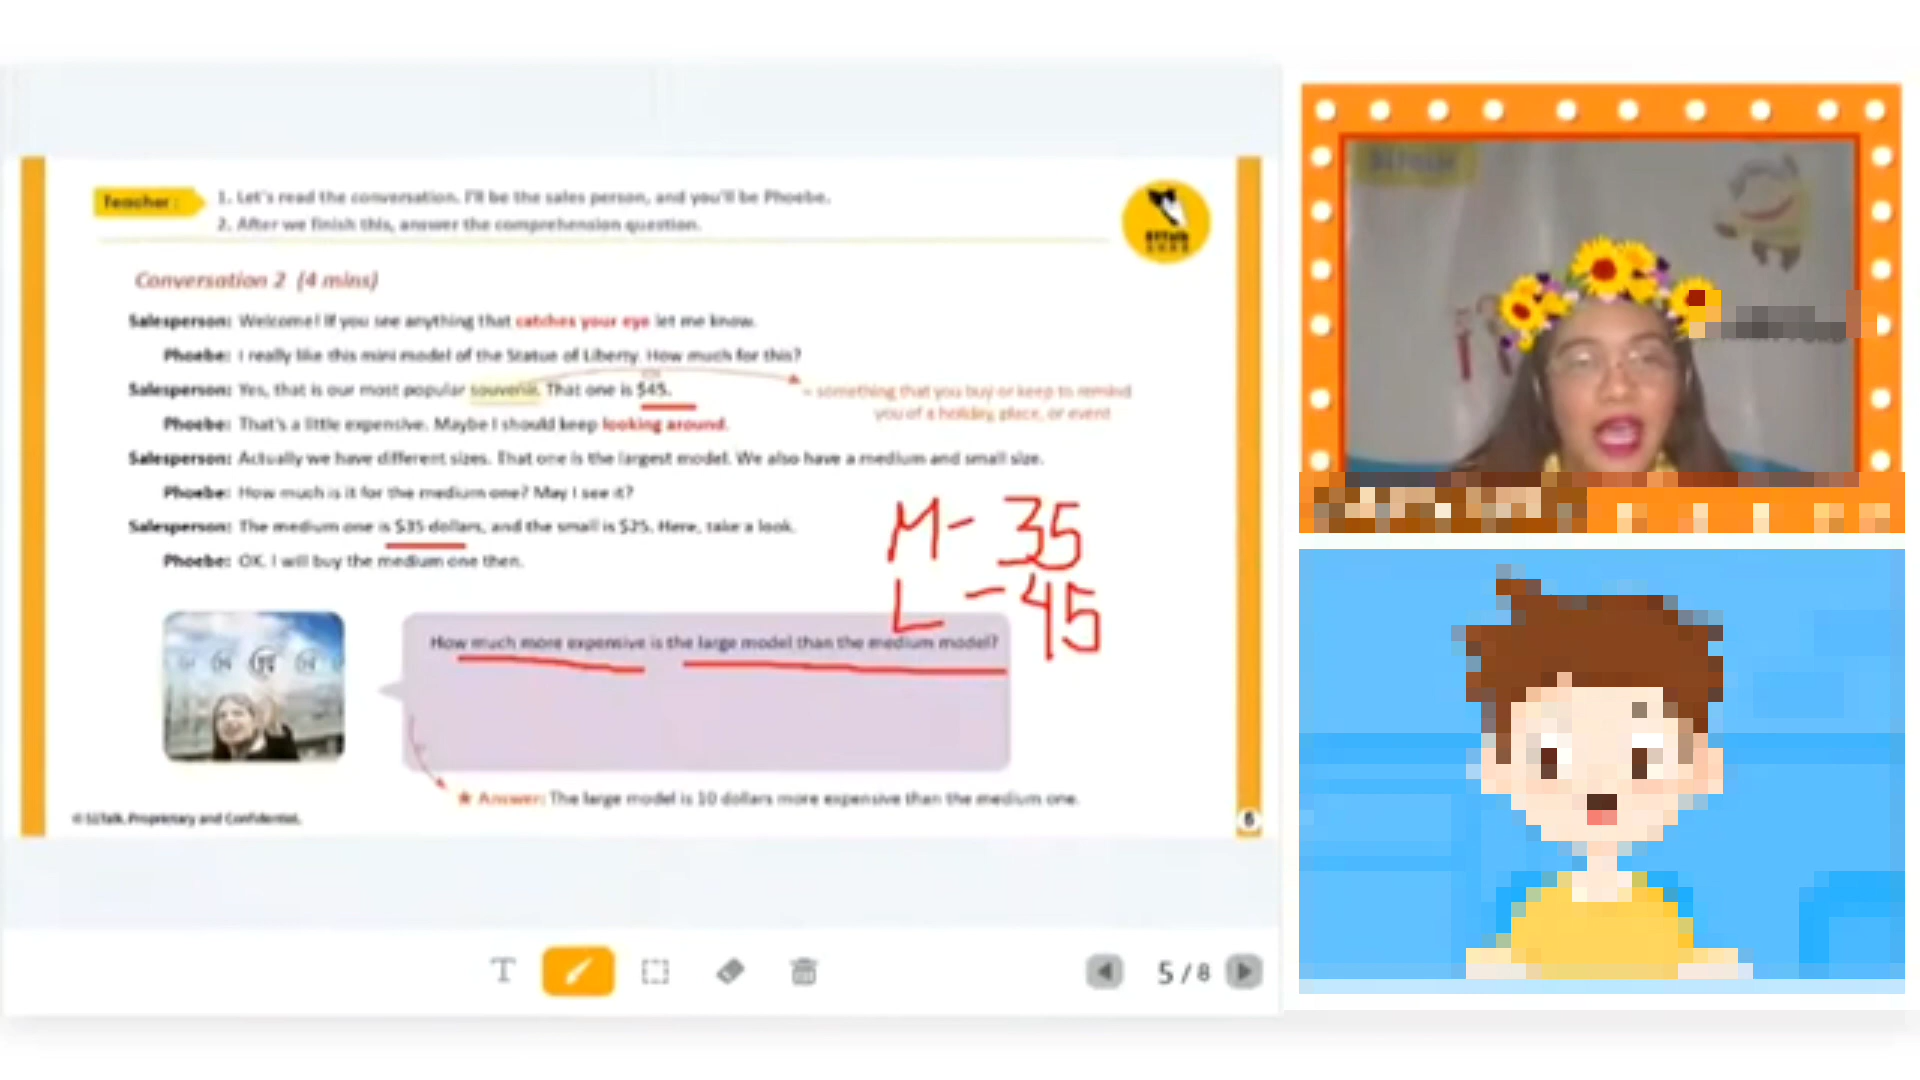 Teacher :
1. Let's read the conversation. I'll be the sales person, and you'll be Phoebe.
2. After we finish this, answer the comprehension question.
51Talk
Conversation 2 (4 mins)
Salesperson: Welcome! If you see anything that catches your eye let me know.
Phoebe: I really like this mini model of the Statue of Liberty. How much for this?
Salesperson: Yes, that is our most popular souvenir. That one is $45.
– something that you buy or keep to remind
you of a holiday, place, or event
Phoebe: That's a little expensive. Maybe I should keep looking around.
Salesperson: Actually we have different sizes. That one is the largest model. We also have a medium and small size.
Phoebe: How much is it for the medium one? May I see it?
Salesperson: The medium one is $35 dollars, and the small is $25. Here, take a look.
Phoebe: OK. I will buy the medium one then.
M - 35
L - 45
How much more expensive is the large model than the medium model?
★ Answer: The large model is 10 dollars more expensive than the medium one.
© 51Talk. Proprietary and Confidential.
6
T
5 / 8